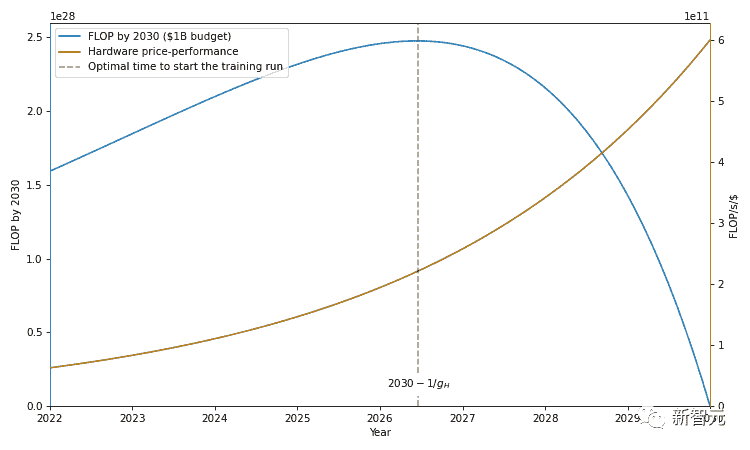 1e28
1e11
FLOP by 2030 ($1B budget)
Hardware price-performance
Optimal time to start the training run
2.5
2.0
1.5
1.0
0.5
0.0
FLOP by 2030
6
5
4
3
2
1
0
FLOP/s/$
2030 − 1/g_H
2022 2023 2024 2025 2026 2027 2028 2029
Year
新智元